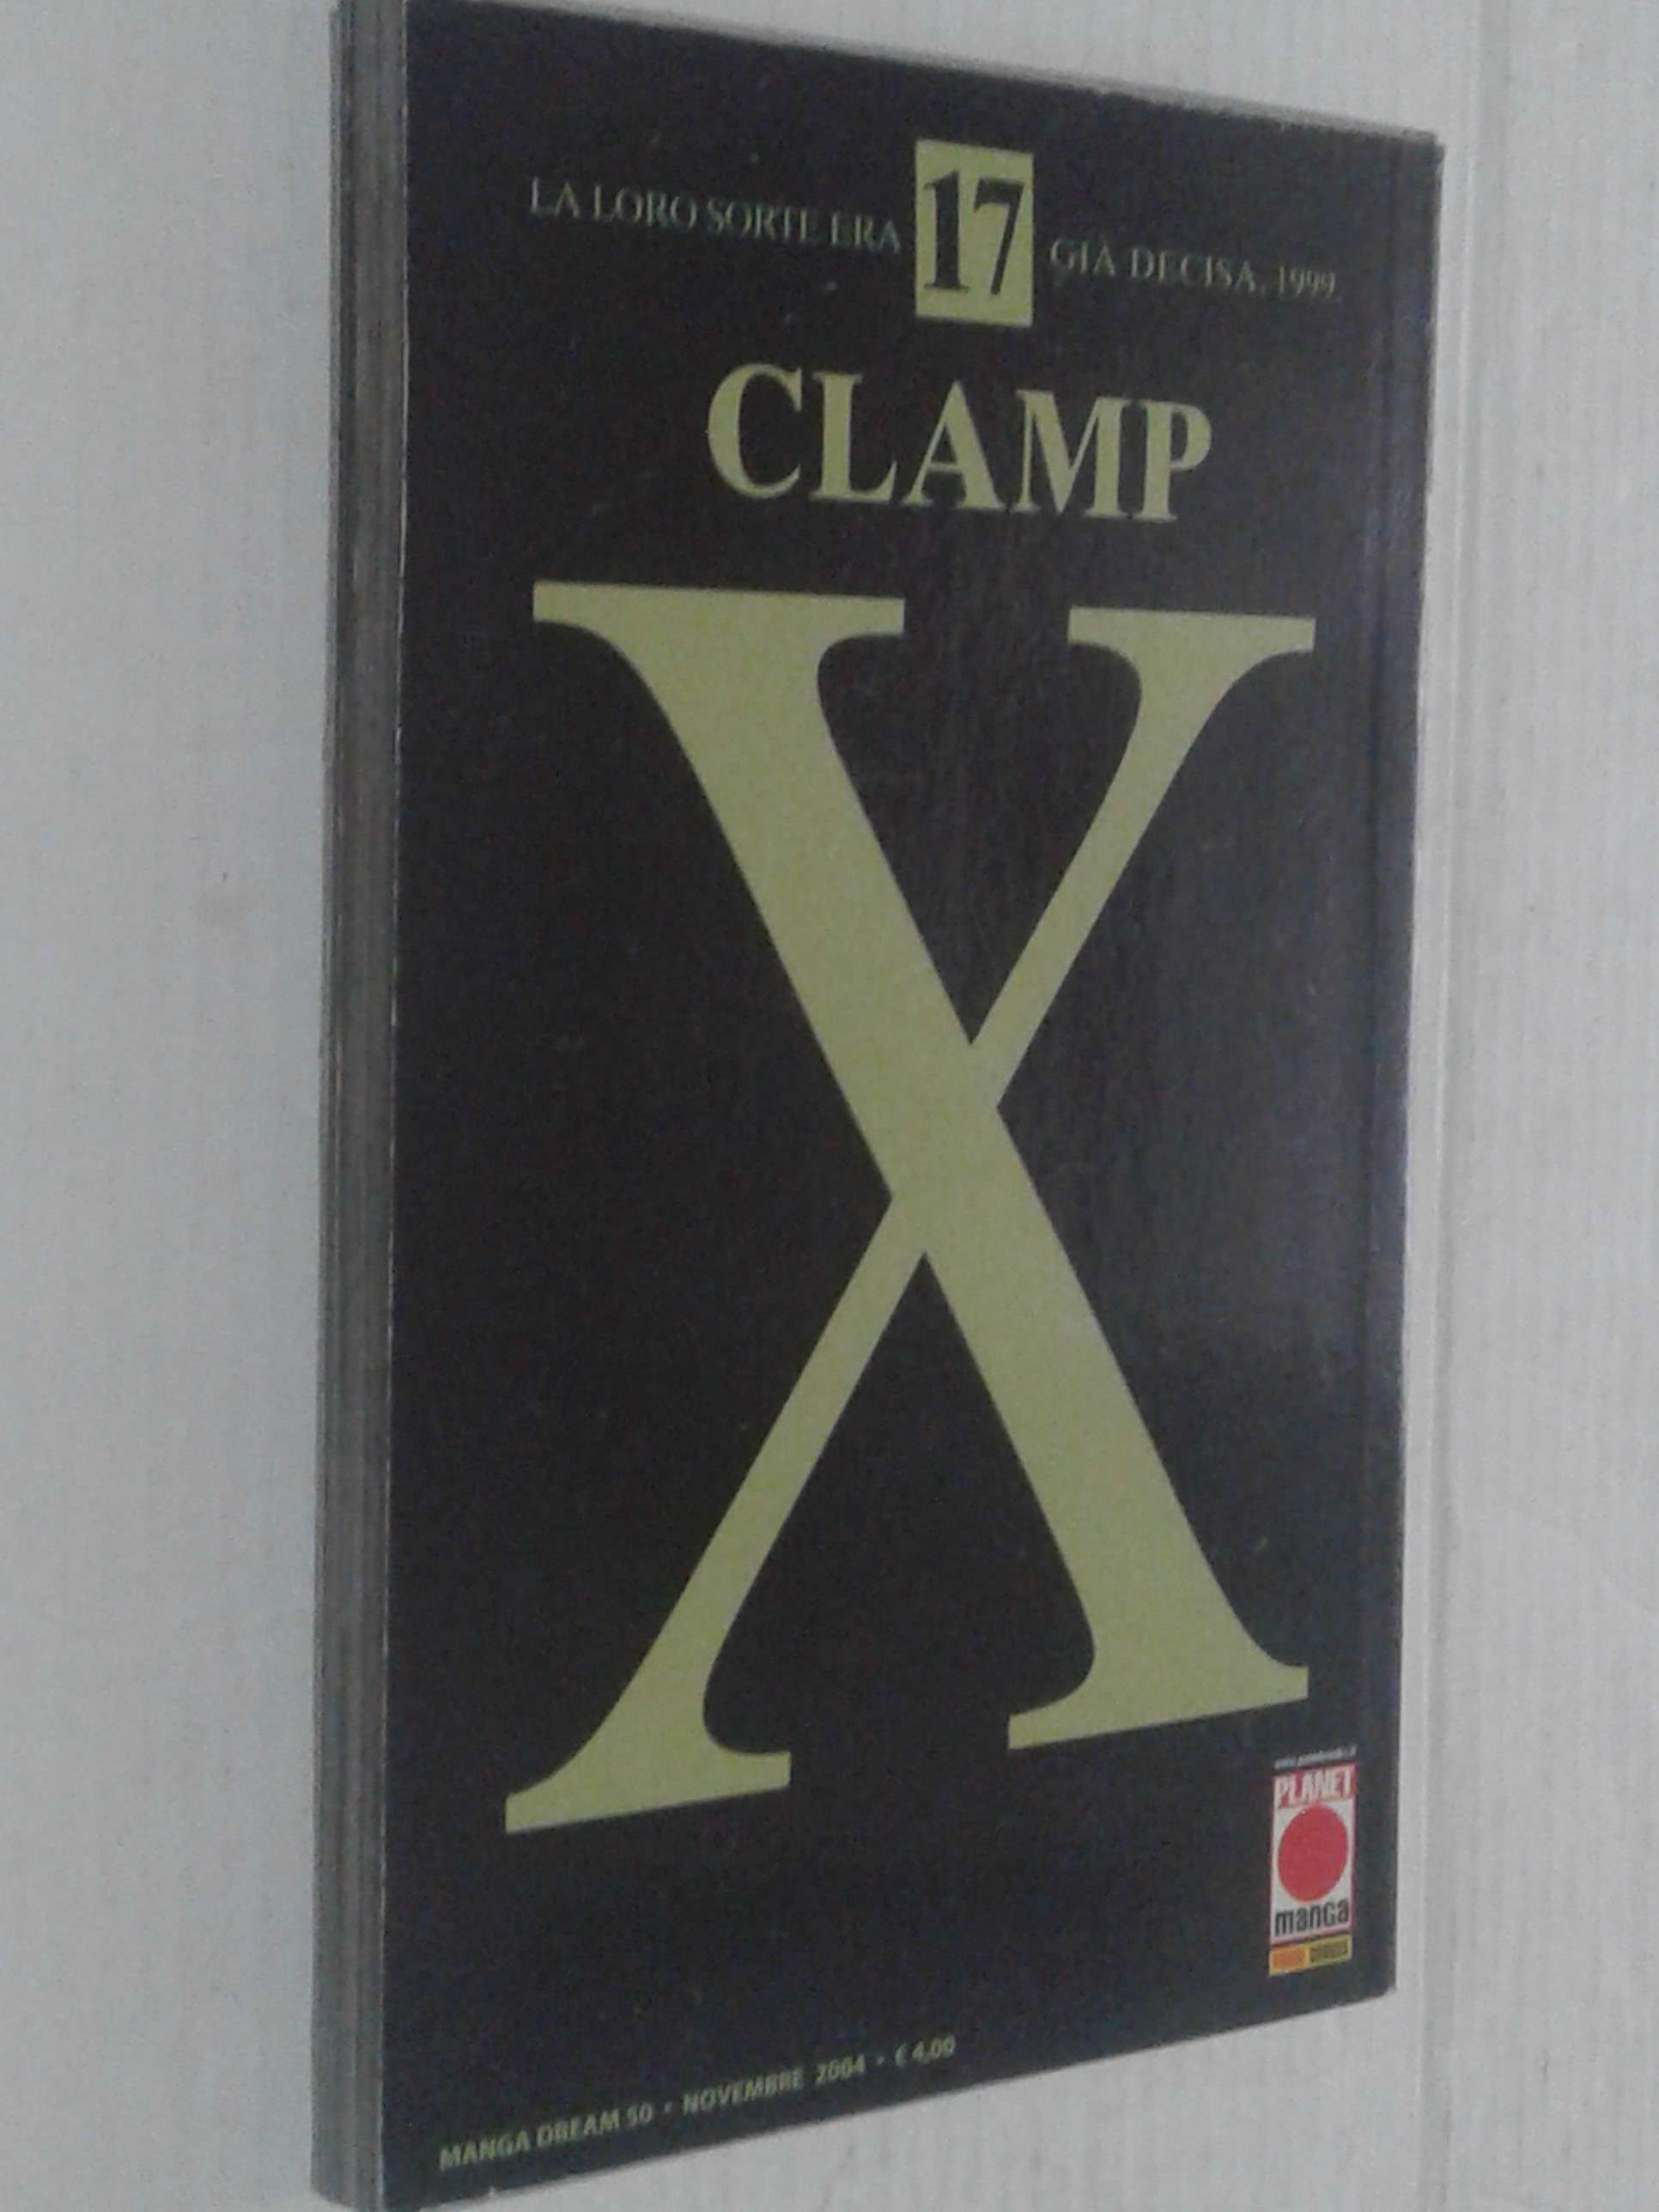 LA LORO SORTE ERA 17 GIÀ DECISA, 1999.
CLAMP
X
PLANET
manga
MANGA DREAM 50 • NOVEMBRE 2004 • € 4,00